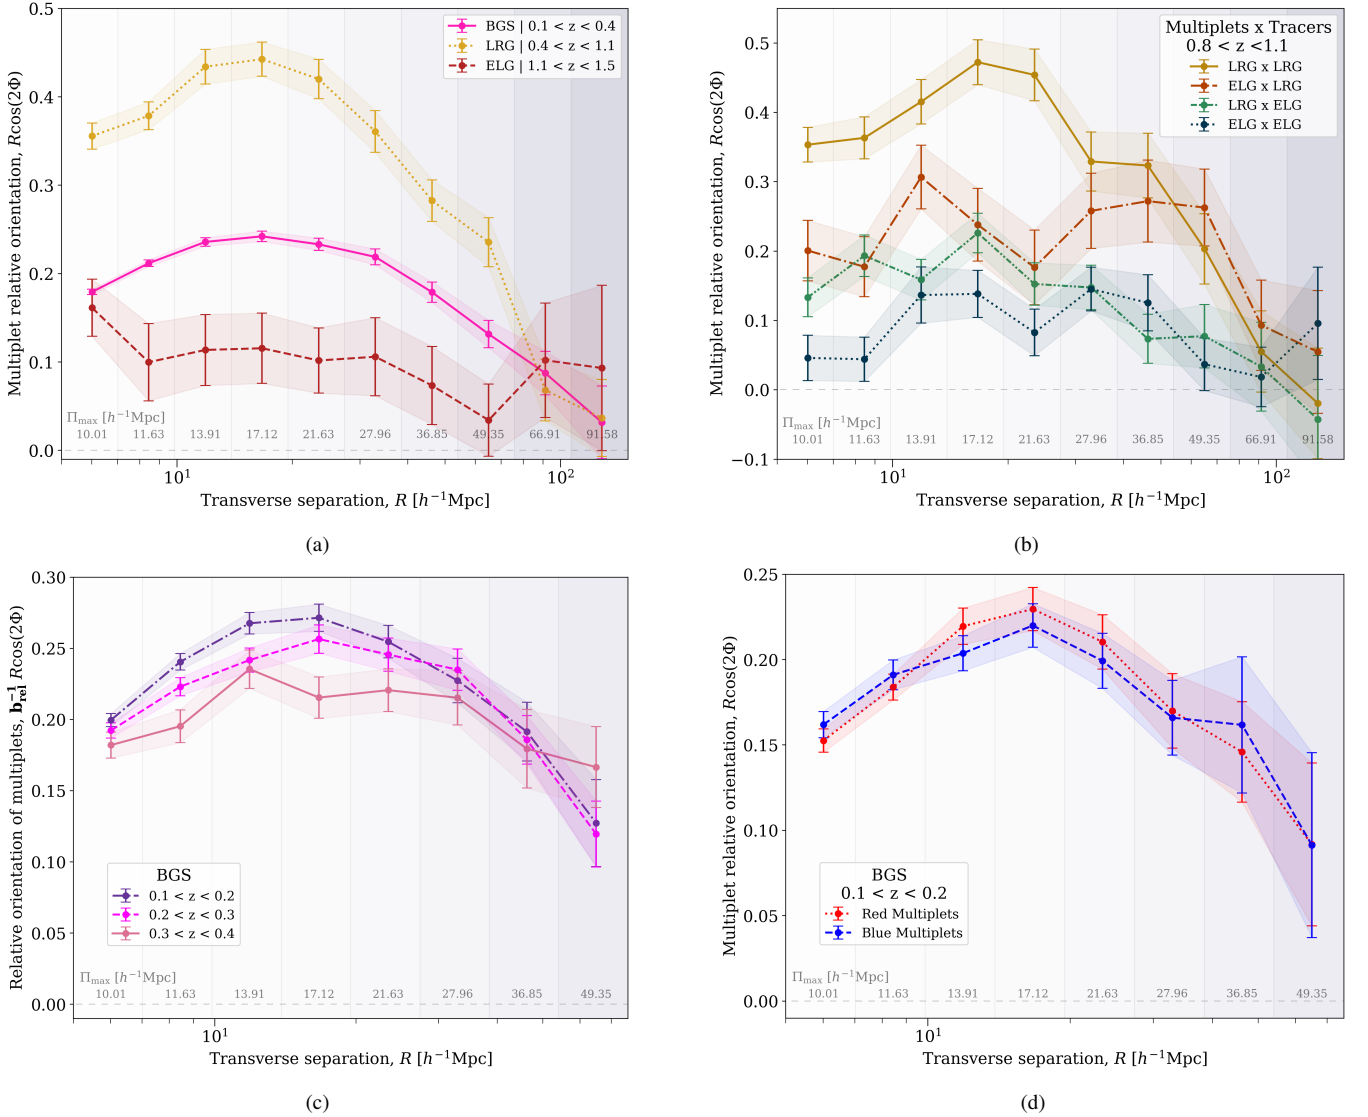 0.5
0.4
0.3
0.2
0.1
0.0
Multiplet relative orientation, Rcos(2Φ)
BGS | 0.1 < z < 0.4
LRG | 0.4 < z < 1.1
ELG | 1.1 < z < 1.5
Π_max [h⁻¹Mpc]
10.01 11.63 13.91 17.12 21.63 27.96 36.85 49.35 66.91 91.58
10¹ 10²
Transverse separation, R [h⁻¹Mpc]
(a)
0.5
0.4
0.3
0.2
0.1
0.0
−0.1
Multiplet relative orientation, Rcos(2Φ)
Multiplets x Tracers
0.8 < z <1.1
LRG x LRG
ELG x LRG
LRG x ELG
ELG x ELG
Π_max [h⁻¹Mpc]
10.01 11.63 13.91 17.12 21.63 27.96 36.85 49.35 66.91 91.58
10¹ 10²
Transverse separation, R [h⁻¹Mpc]
(b)
0.30
0.25
0.20
0.15
0.10
0.05
0.00
Relative orientation of multiplets, b_rel⁻¹ Rcos(2Φ)
BGS
0.1 < z < 0.2
0.2 < z < 0.3
0.3 < z < 0.4
Π_max [h⁻¹Mpc]
10.01 11.63 13.91 17.12 21.63 27.96 36.85 49.35
10¹
Transverse separation, R [h⁻¹Mpc]
(c)
0.25
0.20
0.15
0.10
0.05
0.00
Multiplet relative orientation, Rcos(2Φ)
BGS
0.1 < z < 0.2
Red Multiplets
Blue Multiplets
Π_max [h⁻¹Mpc]
10.01 11.63 13.91 17.12 21.63 27.96 36.85 49.35
10¹
Transverse separation, R [h⁻¹Mpc]
(d)